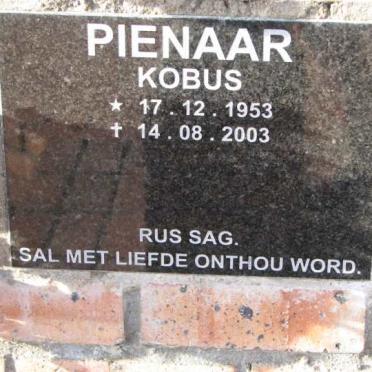 PIENAAR
KOBUS
★ 17 . 12 . 1953
✝ 14 . 08 . 2003
RUS SAG.
SAL MET LIEFDE ONTHOU WORD.